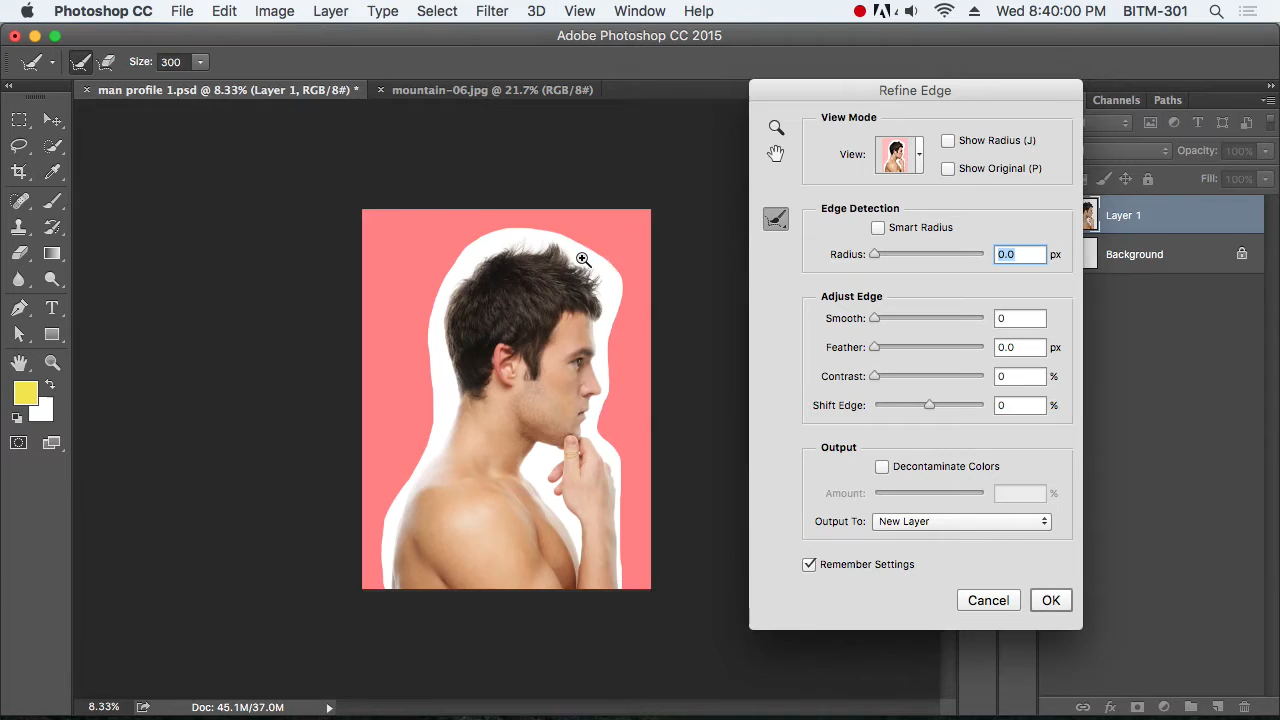 Photoshop CC File Edit Image Layer Type Select Filter 3D View Window Help Wed 8:40:00 PM BITM-301
Adobe Photoshop CC 2015
Size: 300
man profile 1.psd @ 8.33% (Layer 1, RGB/8#) * mountain-06.jpg @ 21.7% (RGB/8#)
Refine Edge
Channels Paths
View Mode
View:
Show Radius (J)
Show Original (P)
Opacity: 100%
Fill: 100%
Edge Detection
Smart Radius
Radius: 0.0 px
Layer 1
Background
Adjust Edge
Smooth: 0
Feather: 0.0 px
Contrast: 0 %
Shift Edge: 0 %
Output
Decontaminate Colors
Amount: %
Output To: New Layer
Remember Settings
Cancel OK
8.33% Doc: 45.1M/37.0M
fx